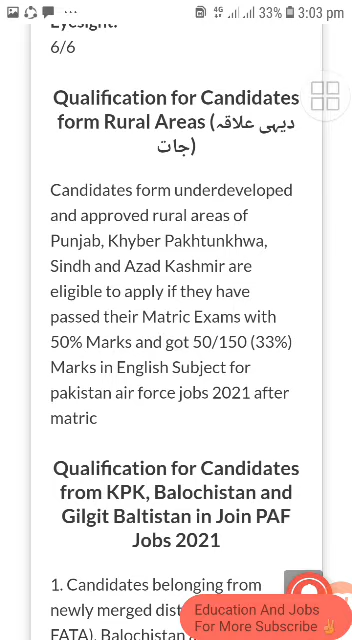 4G 33% 3:03 pm
Eyesight:
6/6
Qualification for Candidates
form Rural Areas (دیہی علاقہ
جات)
Candidates form underdeveloped
and approved rural areas of
Punjab, Khyber Pakhtunkhwa,
Sindh and Azad Kashmir are
eligible to apply if they have
passed their Matric Exams with
50% Marks and got 50/150 (33%)
Marks in English Subject for
pakistan air force jobs 2021 after
matric
Qualification for Candidates
from KPK, Balochistan and
Gilgit Baltistan in Join PAF
Jobs 2021
1. Candidates belonging from
newly merged dist
FATA), Balochistan
Education And Jobs
For More Subscribe ✌